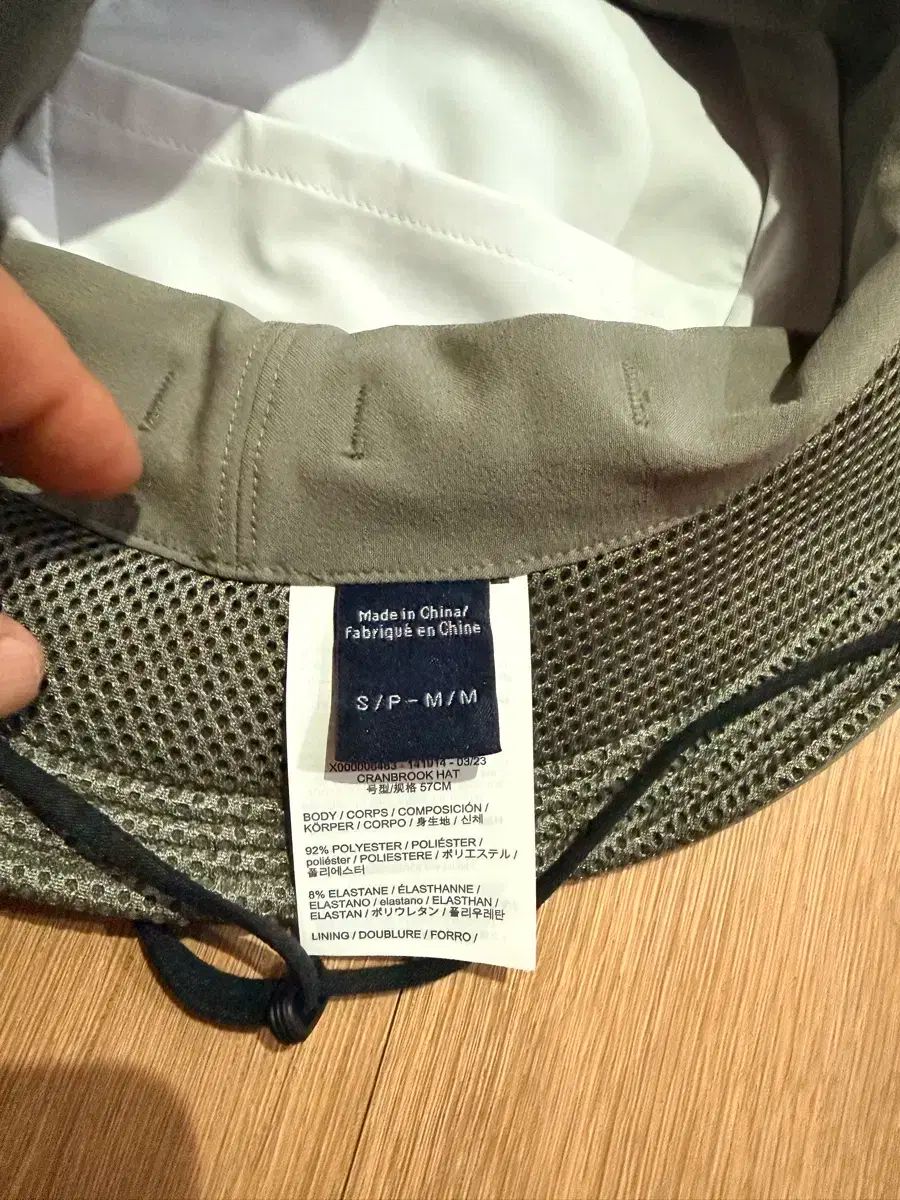 Made in China/
Fabriqué en Chine
S/P - M/M
- 03/23
CRANBROOK HAT
号型/规格 57CM
BODY / CORPS / COMPOSICIÓN /
KÖRPER / CORPO / 身生地 / 신체
92% POLYESTER / POLIÉSTER /
poliéster / POLIESTERE / ポリエステル /
폴리에스터
8% ELASTANE / ÉLASTHANNE /
ELASTANO / elastano / ELASTHAN /
ELASTAN / ポリウレタン / 폴리우레탄
LINING / DOUBLURE / FORRO /